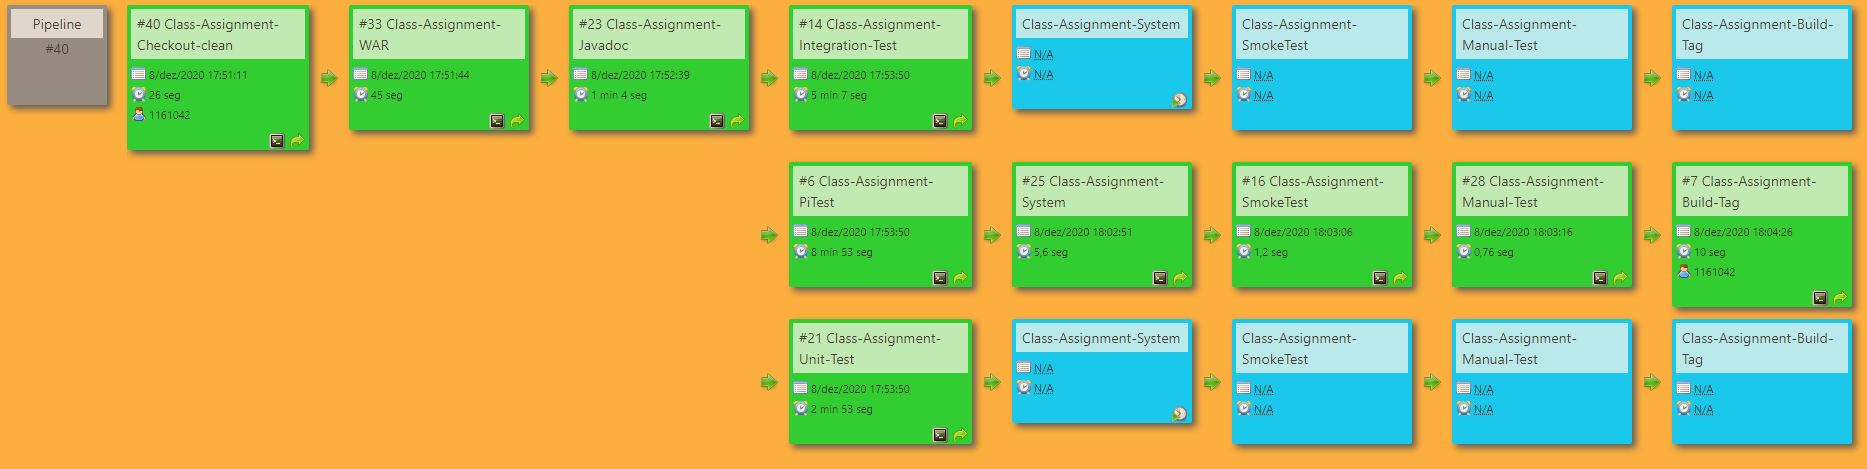 Pipeline
#40
#40 Class-Assignment-
Checkout-clean
8/dez/2020 17:51:11
26 seg
1161042
#33 Class-Assignment-
WAR
8/dez/2020 17:51:44
45 seg
#23 Class-Assignment-
Javadoc
8/dez/2020 17:52:39
1 min 4 seg
#14 Class-Assignment-
Integration-Test
8/dez/2020 17:53:50
5 min 7 seg
Class-Assignment-System
N/A
N/A
Class-Assignment-
SmokeTest
N/A
N/A
Class-Assignment-
Manual-Test
N/A
N/A
Class-Assignment-Build-
Tag
N/A
N/A
#6 Class-Assignment-
PiTest
8/dez/2020 17:53:50
8 min 53 seg
#25 Class-Assignment-
System
8/dez/2020 18:02:51
5,6 seg
#16 Class-Assignment-
SmokeTest
8/dez/2020 18:03:06
1,2 seg
#28 Class-Assignment-
Manual-Test
8/dez/2020 18:03:16
0,76 seg
#7 Class-Assignment-
Build-Tag
8/dez/2020 18:04:26
10 seg
1161042
#21 Class-Assignment-
Unit-Test
8/dez/2020 17:53:50
2 min 53 seg
Class-Assignment-System
N/A
N/A
Class-Assignment-
SmokeTest
N/A
N/A
Class-Assignment-
Manual-Test
N/A
N/A
Class-Assignment-Build-
Tag
N/A
N/A